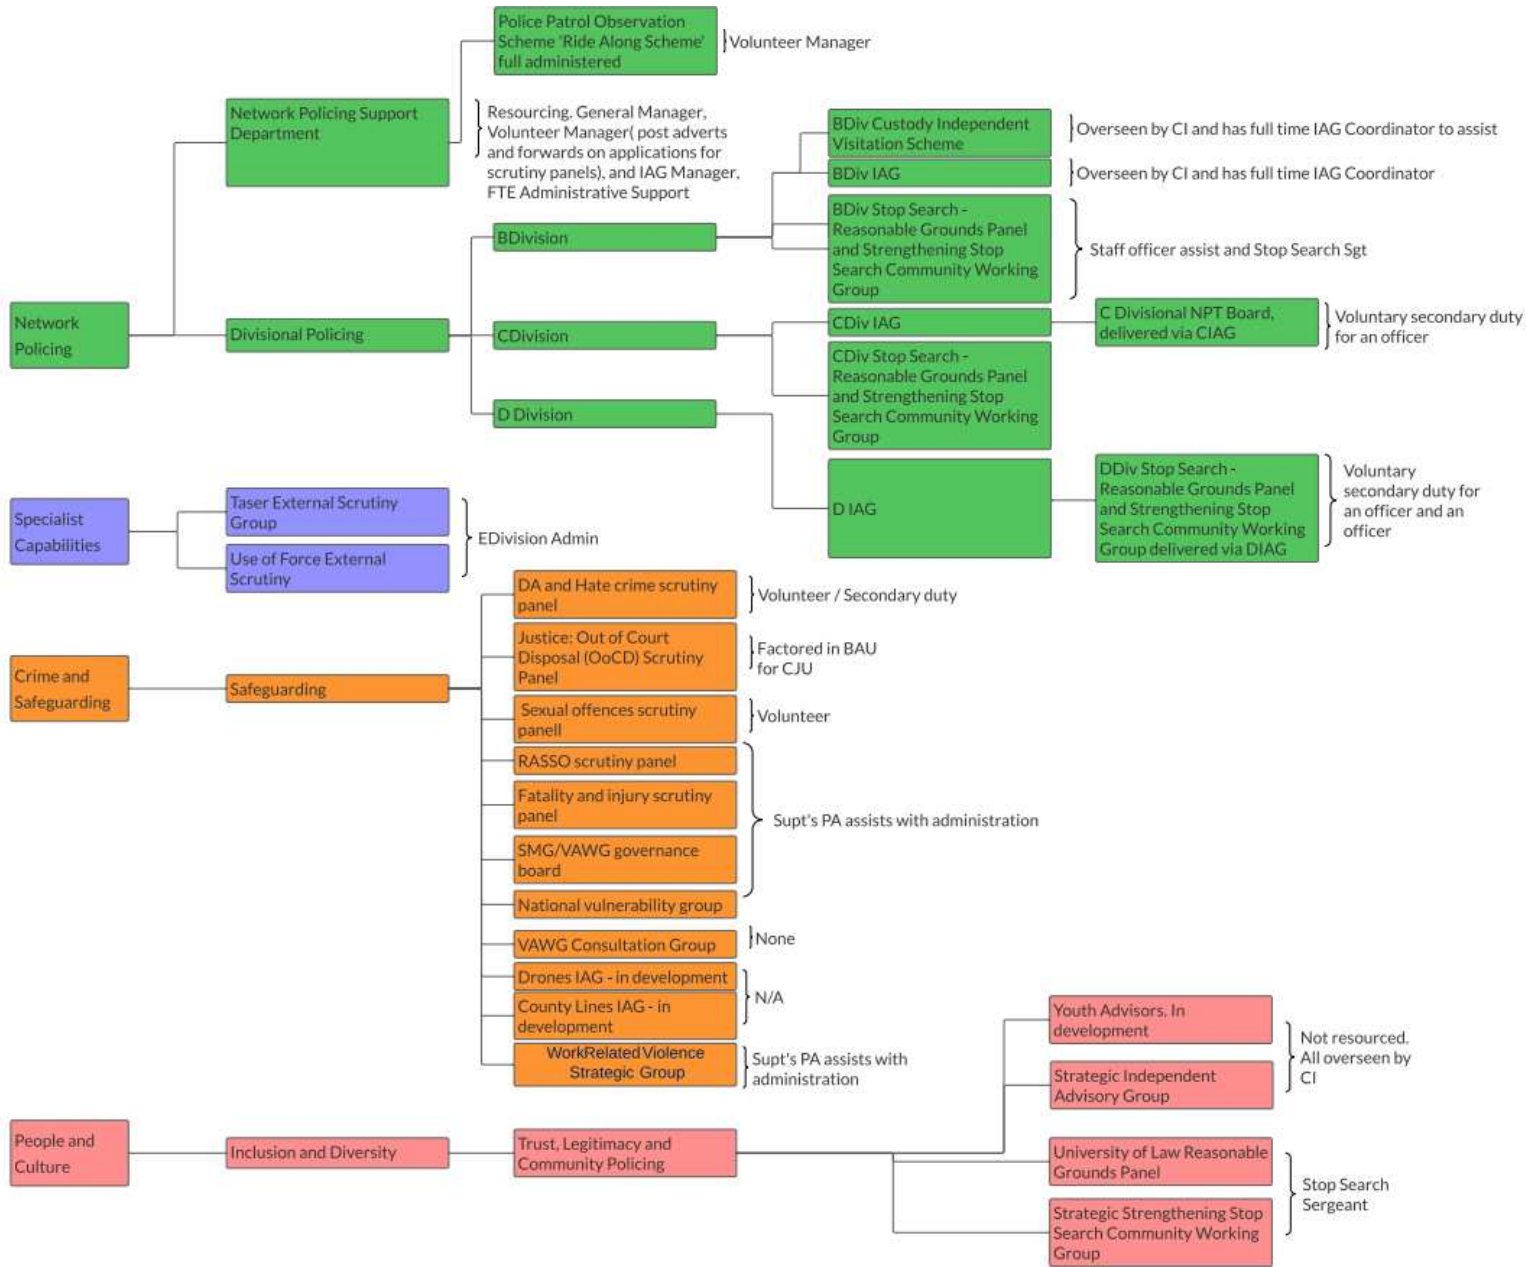 Police Patrol Observation
Scheme 'Ride Along Scheme'
full administered
Volunteer Manager
Network Policing Support
Department
Resourcing. General Manager,
Volunteer Manager( post adverts
and forwards on applications for
scrutiny panels), and IAG Manager,
FTE Administrative Support
BDiv Custody Independent
Visitation Scheme
Overseen by CI and has full time IAG Coordinator to assist
BDiv IAG
Overseen by CI and has full time IAG Coordinator
BDivision
BDiv Stop Search -
Reasonable Grounds Panel
and Strengthening Stop
Search Community Working
Group
Staff officer assist and Stop Search Sgt
Network
Policing
Divisional Policing
CDivision
CDiv IAG
C Divisional NPT Board,
delivered via CIAG
Voluntary secondary duty
for an officer
CDiv Stop Search -
Reasonable Grounds Panel
and Strengthening Stop
Search Community Working
Group
D Division
D IAG
DDiv Stop Search -
Reasonable Grounds Panel
and Strengthening Stop
Search Community Working
Group delivered via DIAG
Voluntary
secondary duty for
an officer and an
officer
Specialist
Capabilities
Taser External Scrutiny
Group
Use of Force External
Scrutiny
EDivision Admin
Crime and
Safeguarding
Safeguarding
DA and Hate crime scrutiny
panel
Volunteer / Secondary duty
Justice: Out of Court
Disposal (OoCD) Scrutiny
Panel
Factored in BAU
for CJU
Sexual offences scrutiny
panell
Volunteer
RASSO scrutiny panel
Fatality and injury scrutiny
panel
SMG/VAWG governance
board
National vulnerability group
Supt's PA assists with administration
VAWG Consultation Group
None
Drones IAG - in development
County Lines IAG - in
development
N/A
WorkRelated Violence
Strategic Group
Supt's PA assists with
administration
People and
Culture
Inclusion and Diversity
Trust, Legitimacy and
Community Policing
Youth Advisors. In
development
Strategic Independent
Advisory Group
Not resourced.
All overseen by
CI
University of Law Reasonable
Grounds Panel
Strategic Strengthening Stop
Search Community Working
Group
Stop Search
Sergeant